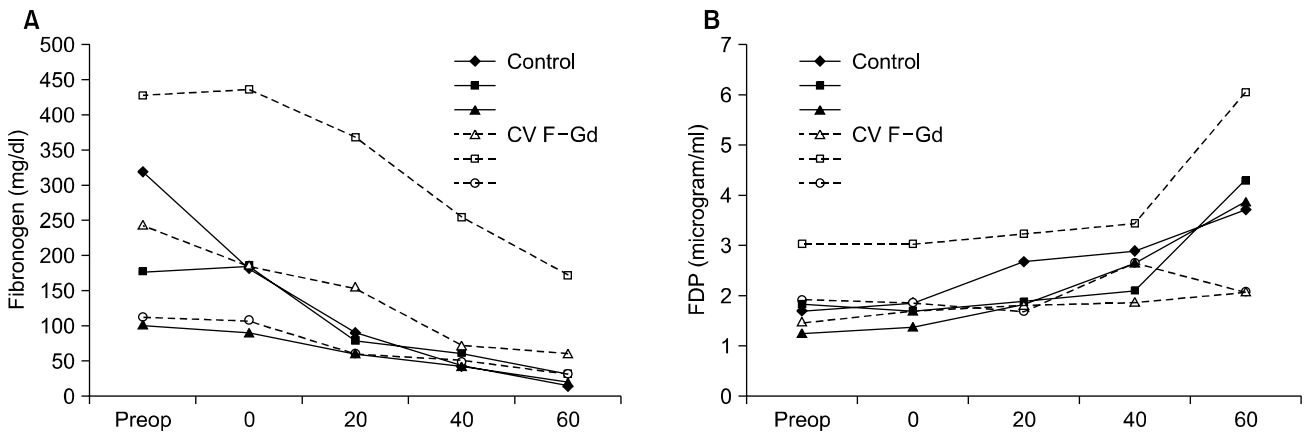 A
Fibronogen (mg/dl)
500
450
400
350
300
250
200
150
100
50
0
Preop 0 20 40 60
Control
CV F-Gd
B
FDP (microgram/ml)
7
6
5
4
3
2
1
0
Preop 0 20 40 60
Control
CV F-Gd